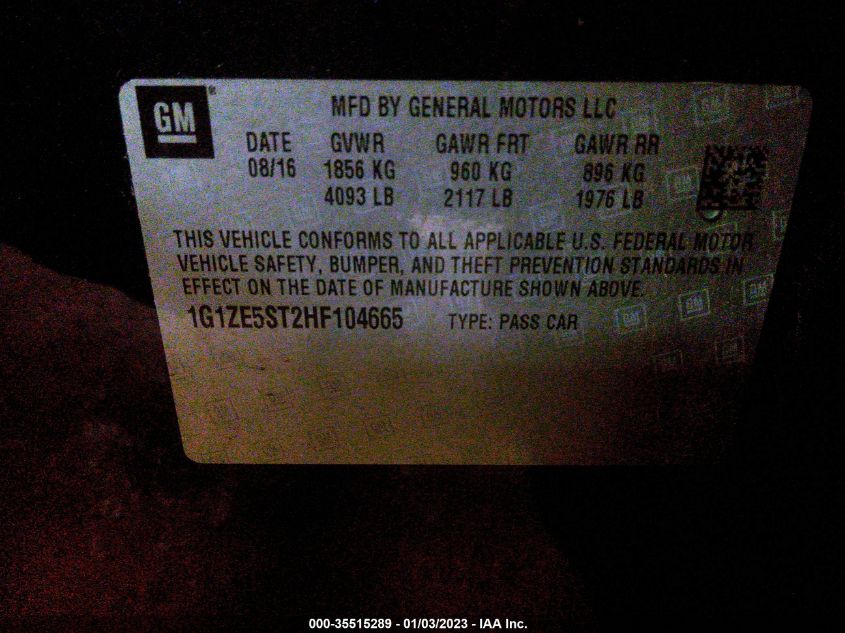 GM®
MFD BY GENERAL MOTORS LLC
DATE GVWR GAWR FRT GAWR RR
08/16 1856 KG 960 KG 896 KG
4093 LB 2117 LB 1976 LB
THIS VEHICLE CONFORMS TO ALL APPLICABLE U.S. FEDERAL MOTOR
VEHICLE SAFETY, BUMPER, AND THEFT PREVENTION STANDARDS IN
EFFECT ON THE DATE OF MANUFACTURE SHOWN ABOVE.
1G1ZE5ST2HF104665 TYPE: PASS CAR
000-35515289 - 01/03/2023 - IAA Inc.